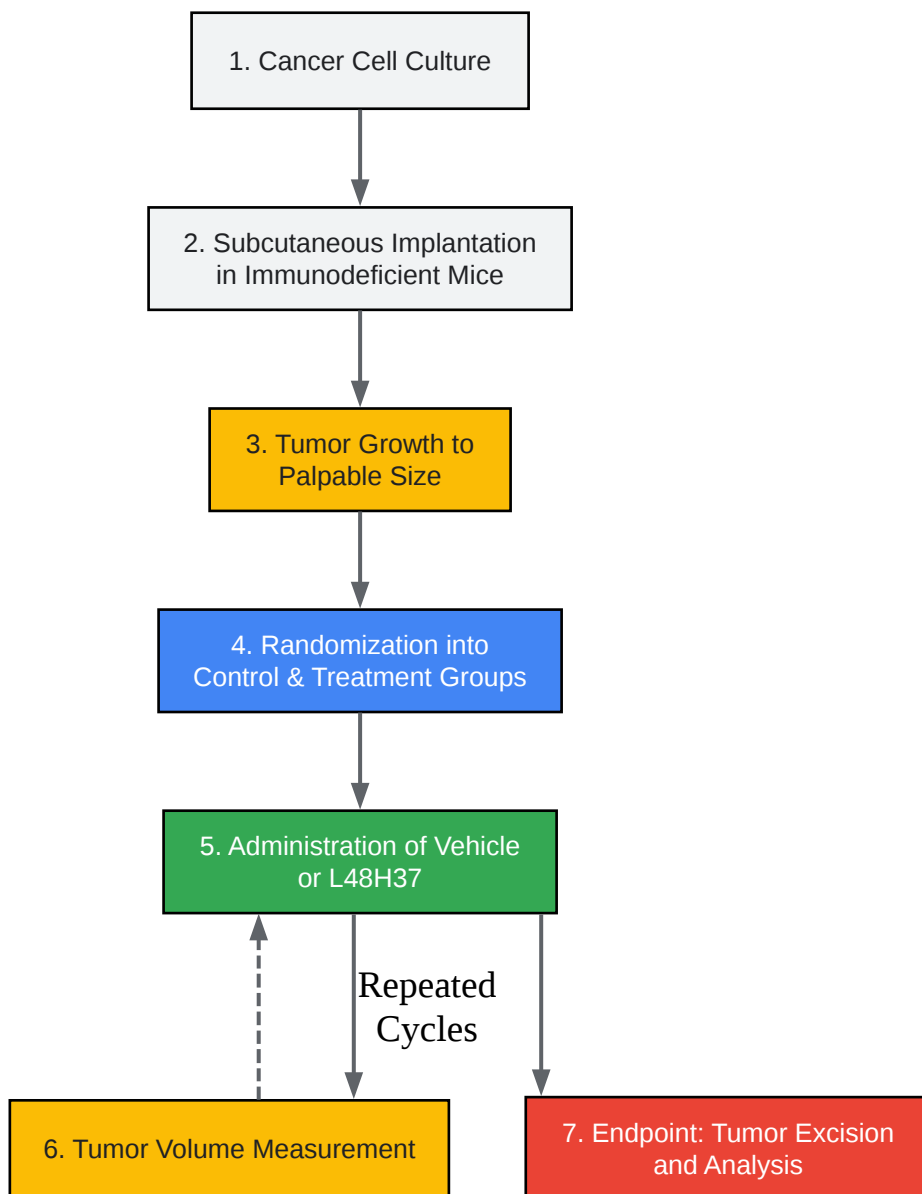 1. Cancer Cell Culture
2. Subcutaneous Implantation
in Immunodeficient Mice
3. Tumor Growth to
Palpable Size
4. Randomization into
Control & Treatment Groups
5. Administration of Vehicle
or L48H37
Repeated
Cycles
6. Tumor Volume Measurement
7. Endpoint: Tumor Excision
and Analysis